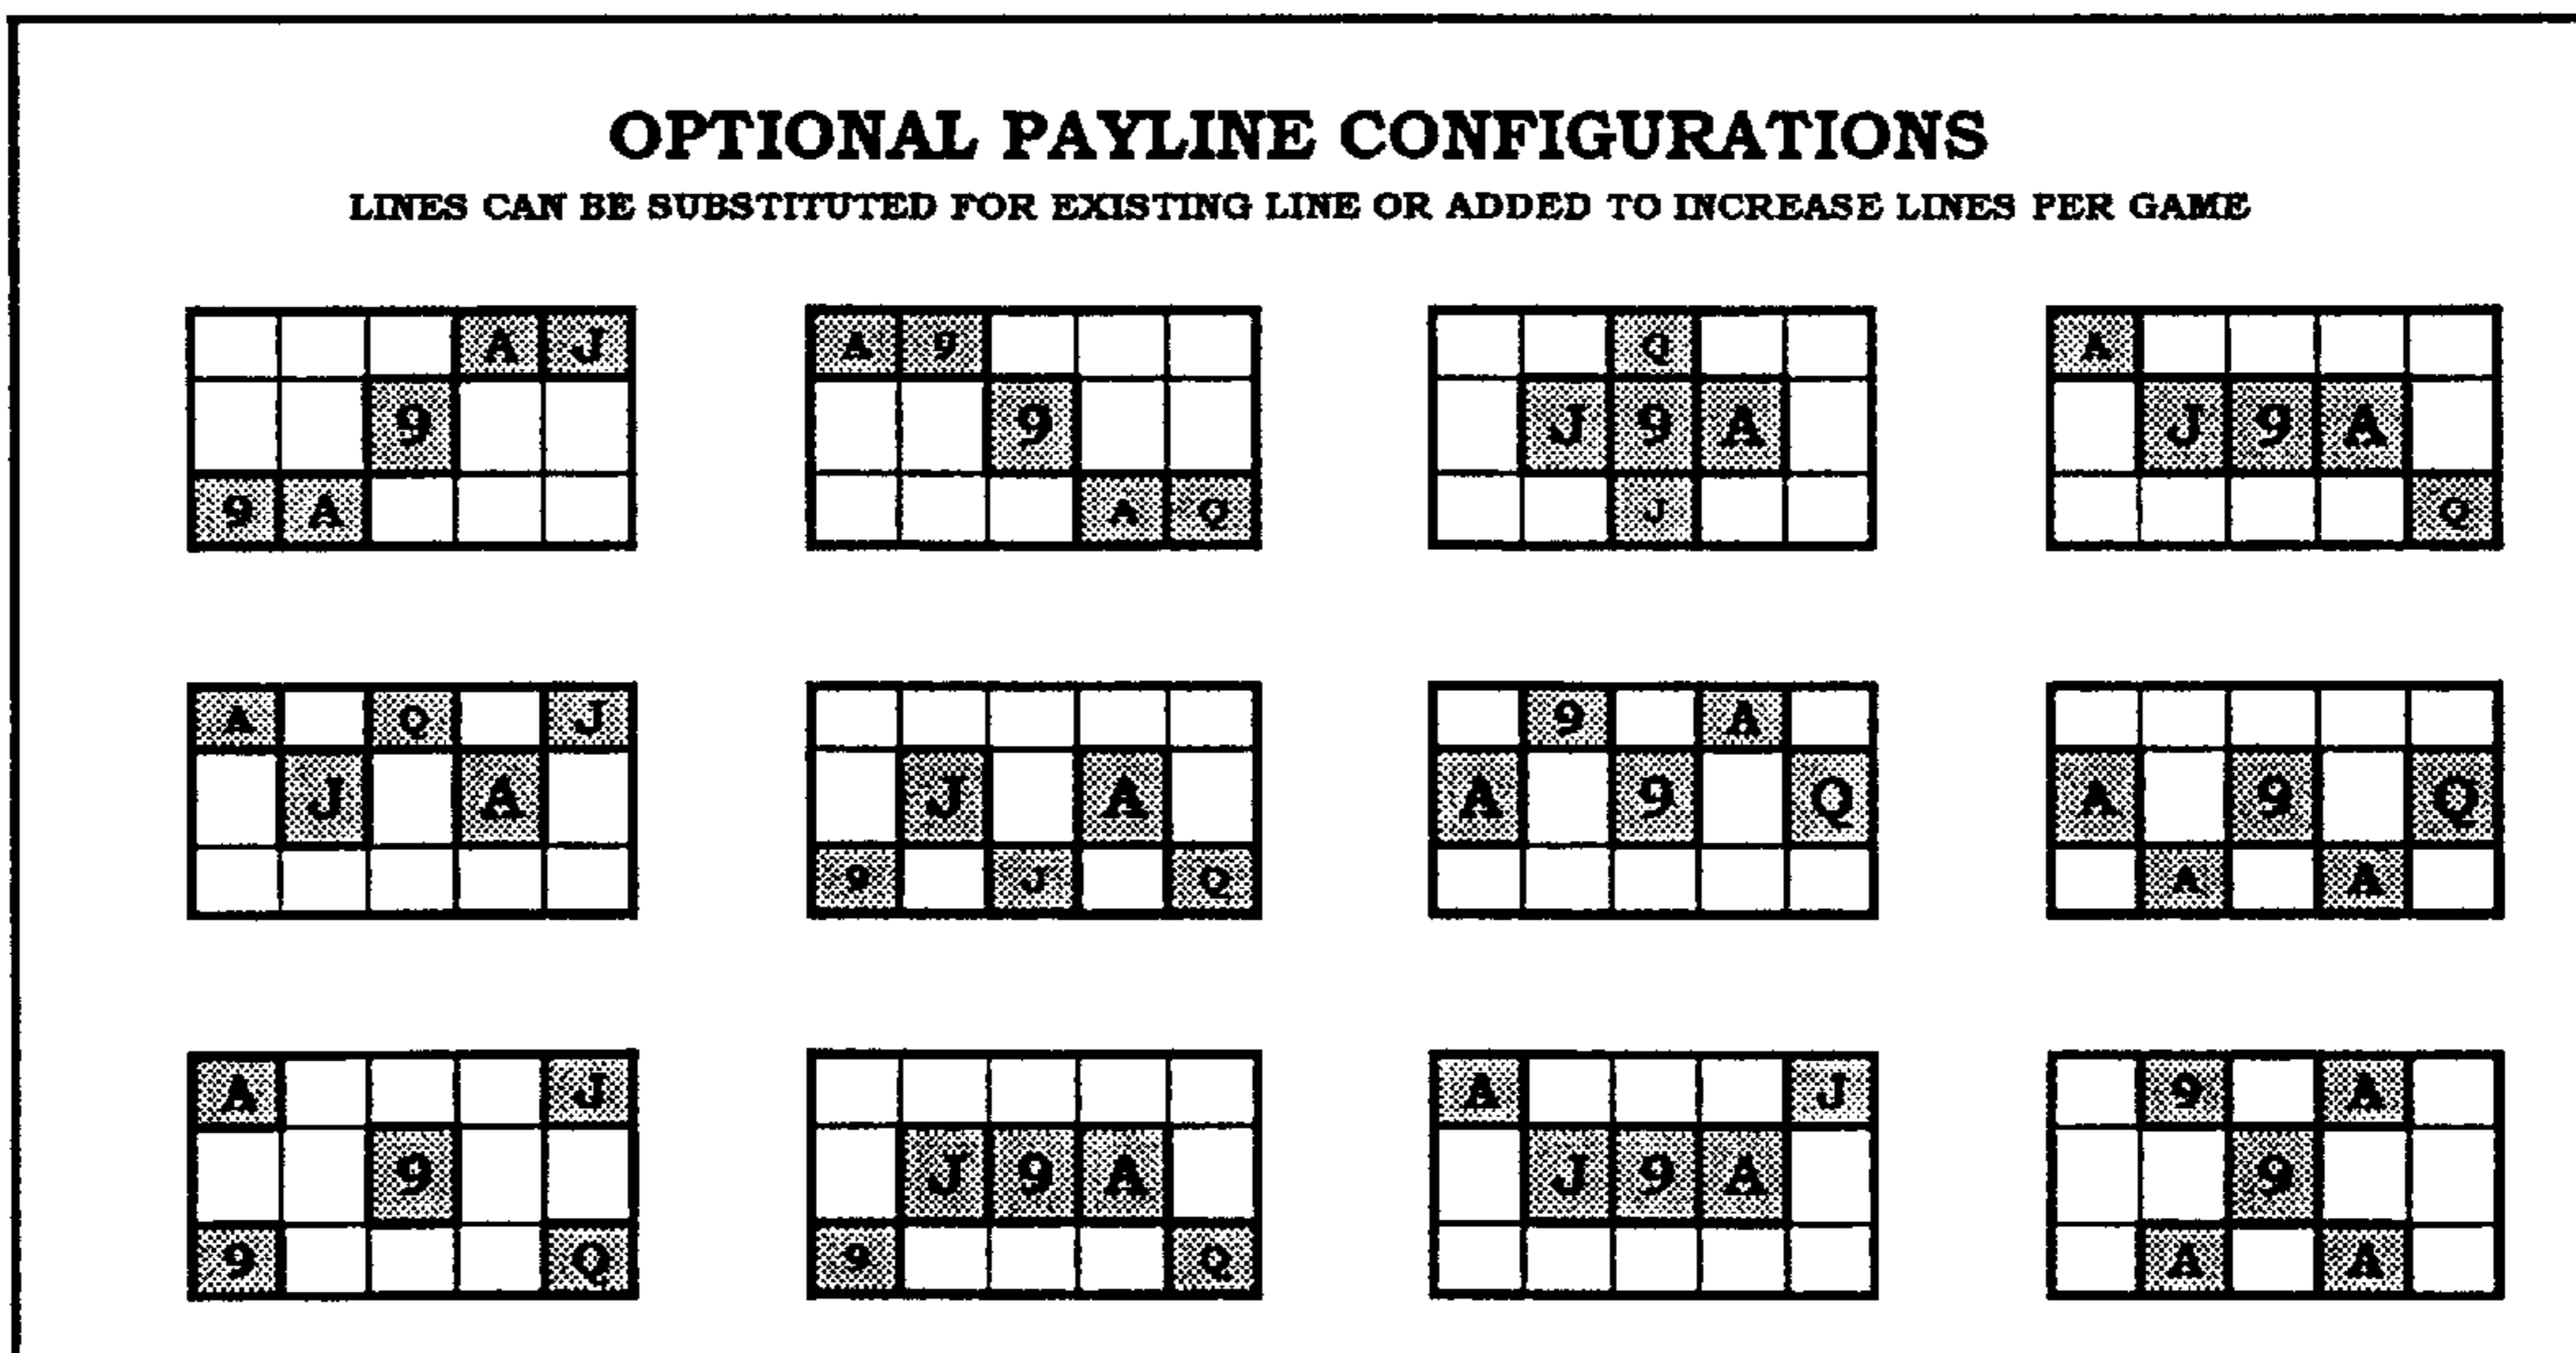 OPTIONAL PAYLINE CONFIGURATIONS
LINES CAN BE SUBSTITUTED FOR EXISTING LINE OR ADDED TO INCREASE LINES PER GAME
A J
9
9 A
A 9
9
A Q
Q
J 9 A
J
A
J 9 A
Q
A Q J
J A
J A
9 J Q
9 A
A 9 Q
A 9 Q
A A
A J
9
9 Q
J 9 A
9 Q
A J
J 9 A
9 A
9
A A